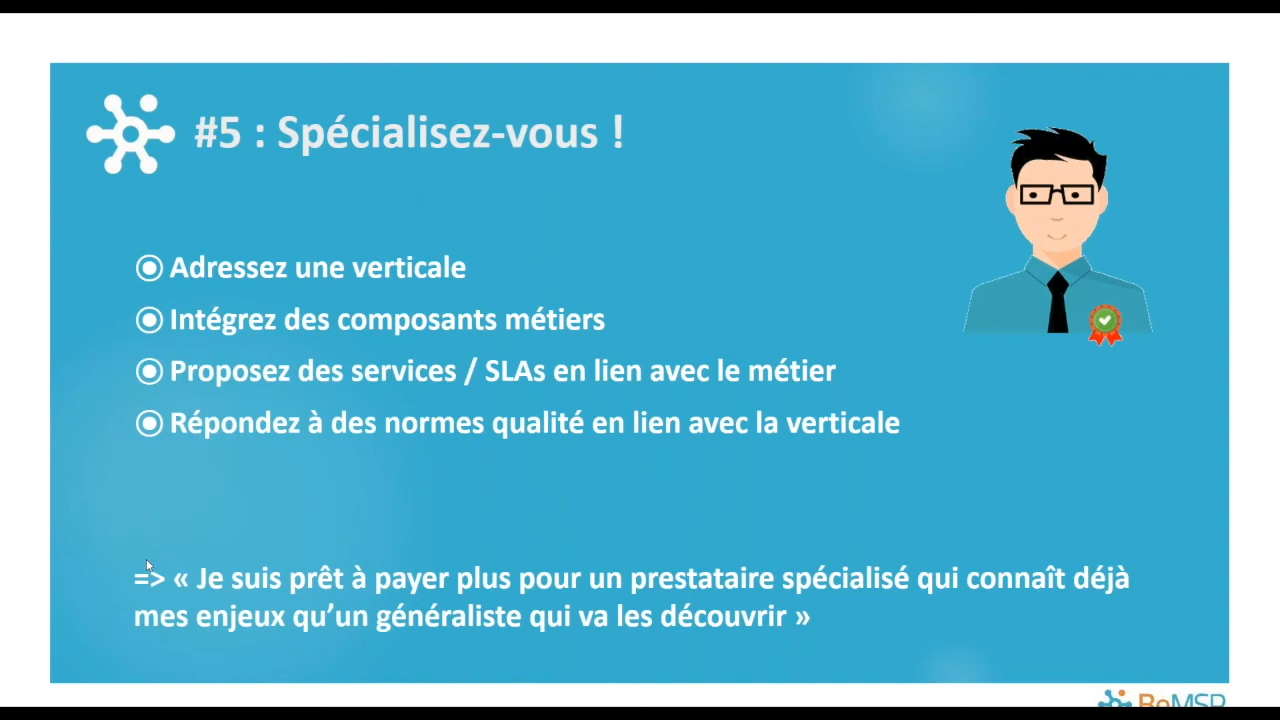 #5 : Spécialisez-vous !
Adressez une verticale
Intégrez des composants métiers
Proposez des services / SLAs en lien avec le métier
Répondez à des normes qualité en lien avec la verticale
=> « Je suis prêt à payer plus pour un prestataire spécialisé qui connaît déjà
mes enjeux qu’un généraliste qui va les découvrir »
BeMSP